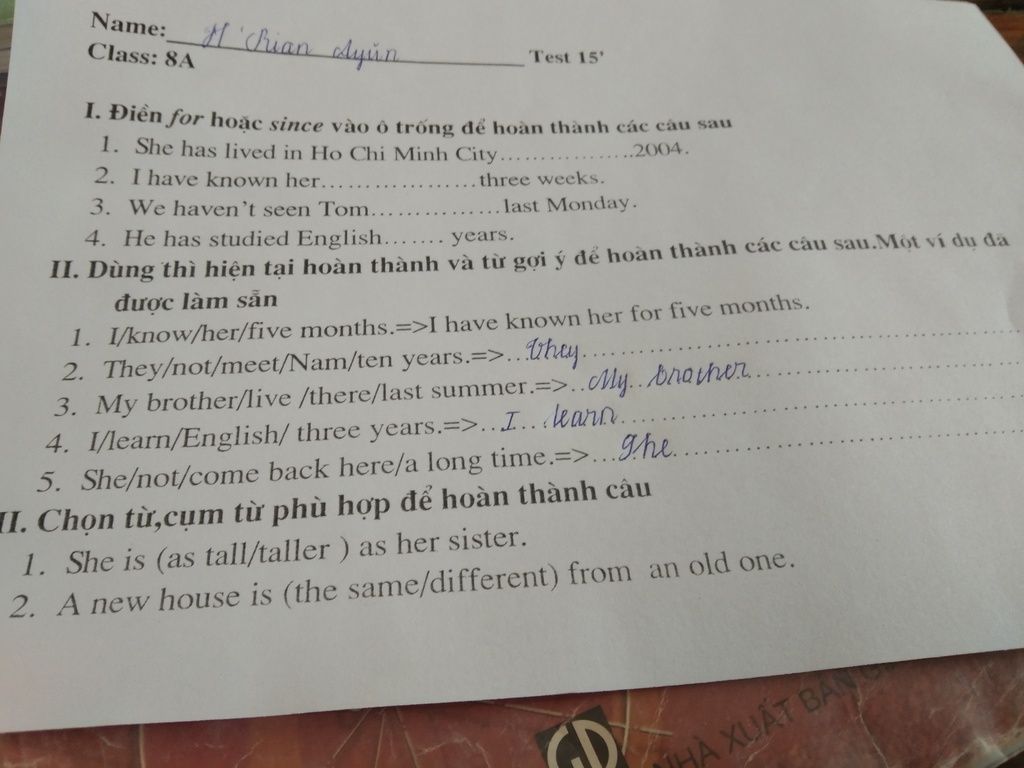 Name: H'Chian Ayŭn
Class: 8A Test 15'
I. Điền for hoặc since vào ô trống để hoàn thành các câu sau
1. She has lived in Ho Chi Minh City.................2004.
2. I have known her...................three weeks.
3. We haven't seen Tom...............last Monday.
4. He has studied English....... years.
II. Dùng thì hiện tại hoàn thành và từ gợi ý để hoàn thành các câu sau.Một ví dụ đã
được làm sẵn
1. I/know/her/five months.=>I have known her for five months.
2. They/not/meet/Nam/ten years.=>..They..............................
3. My brother/live /there/last summer.=>..My brother..............................
4. I/learn/English/ three years.=>...I...learn..............................
5. She/not/come back here/a long time.=>...She..............................
II. Chọn từ,cụm từ phù hợp để hoàn thành câu
1. She is (as tall/taller ) as her sister.
2. A new house is (the same/different) from an old one.
GD NHÀ XUẤT BẢN